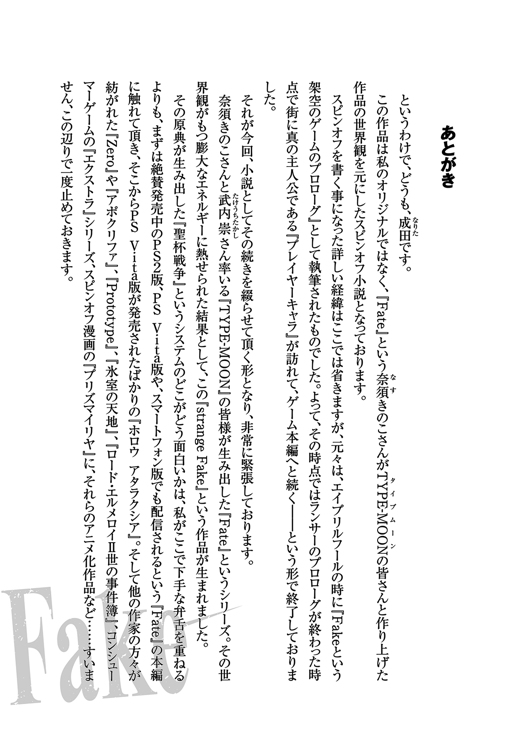 あとがき
というわけで、どうも、成田です。
この作品は私のオリジナルではなく、『Fate』という奈須きのこさんがTYPE-MOONの皆さんと作り上げた
作品の世界観を元にしたスピンオフ小説となっております。
スピンオフを書く事になった詳しい経緯はここでは省きますが、元々は、エイプリルフールの時に『Fakeという
架空のゲームのプロローグ』として執筆されたものでした。よって、その時点ではランサーのプロローグが終わった時
点で街に真の主人公である『プレイヤーキャラ』が訪れて、ゲーム本編へと続く――という形で終了しておりま
した。
それが今回、小説としてその続きを綴らせて頂く形となり、非常に緊張しております。
奈須きのこさんと武内崇さん率いる『TYPE-MOON』の皆様が生み出した『Fate』というシリーズ。その世
界観がもつ膨大なエネルギーに熱せられた結果として、この『strange Fake』という作品が生まれました。
その原典が生み出した『聖杯戦争』というシステムのどこがどう面白いかは、私がここで下手な弁舌を重ねる
よりも、まずは絶賛発売中のPS2版、PS Vita版や、スマートフォン版でも配信されるという『Fate』の本編
に触れて頂き、そこからPS Vita版が発売されたばかりの『ホロウ アタラクシア』。そして他の作家の方々が
紡がれた『Zero』や『アポクリファ』、『Prototype』、『氷室の天地』、『ロード・エルメロイⅡ世の事件簿』、コンシュー
マーゲームの『エクストラ』シリーズ、スピンオフ漫画の『プリズマイリヤ』に、それらのアニメ化作品など……すいま
せん、この辺りで一度止めておきます。
Fake